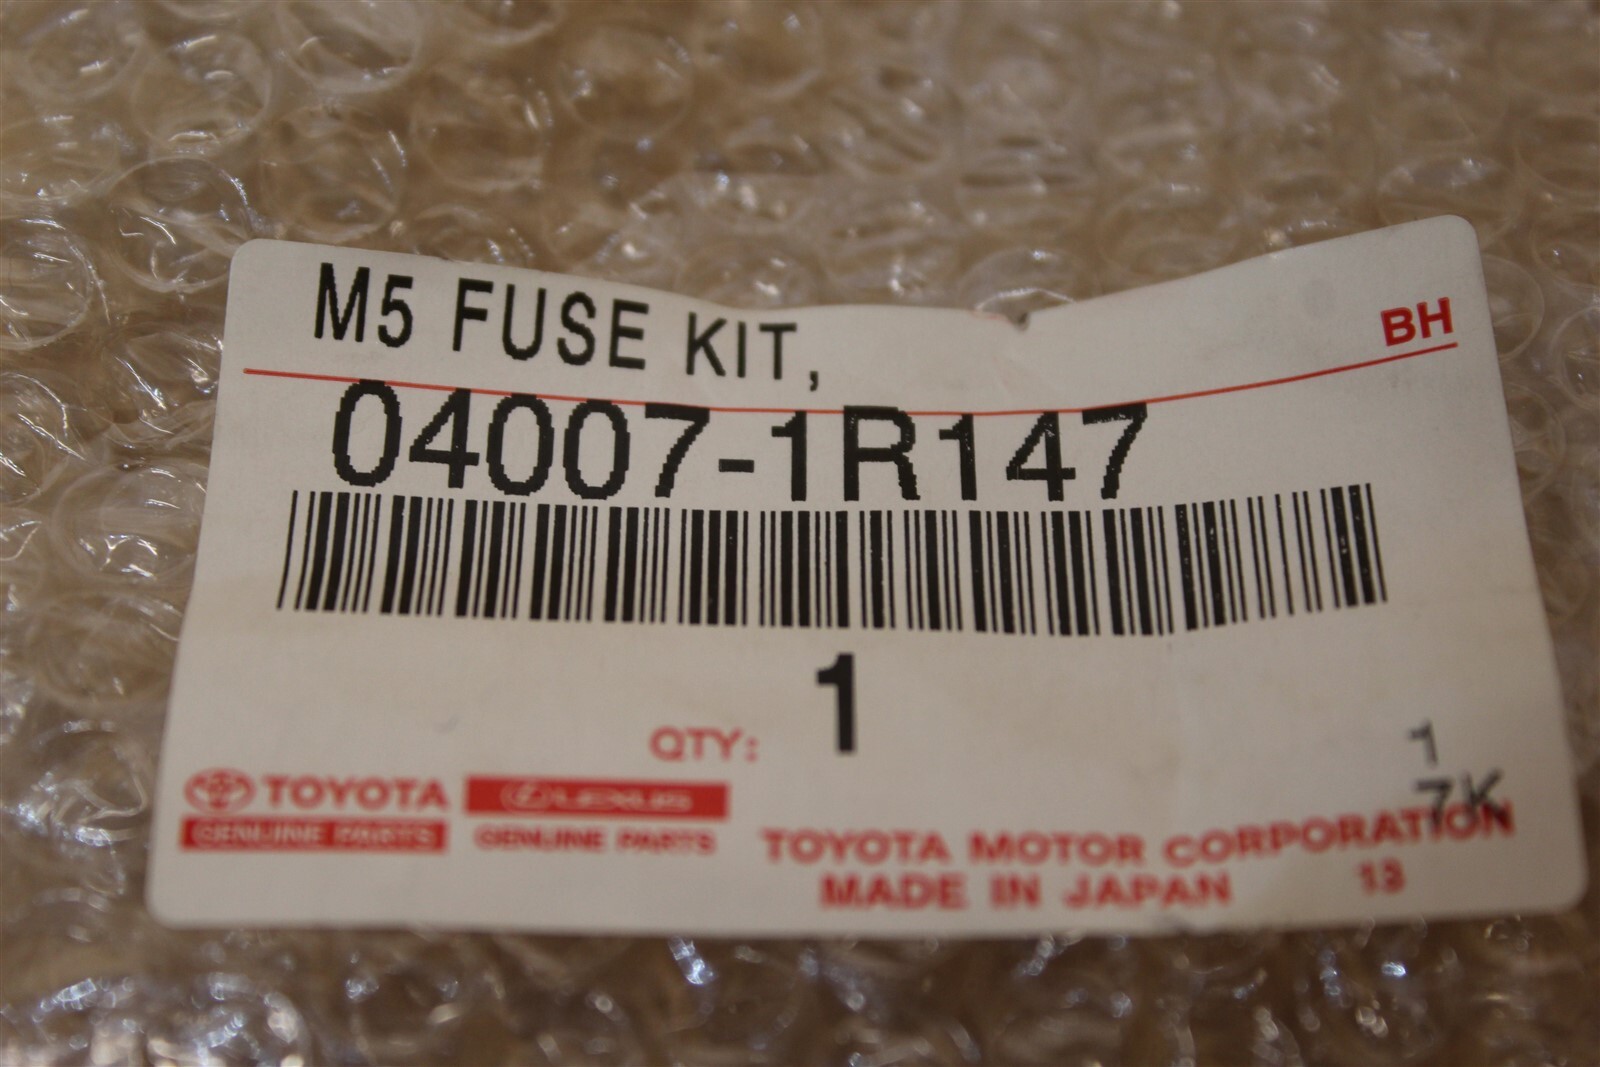 M5 FUSE KIT,
BH
04007-1R147
QTY: 1
1
7K
TOYOTA
GENUINE PARTS
LEXUS
GENUINE PARTS
TOYOTA MOTOR CORPORATION
MADE IN JAPAN 13